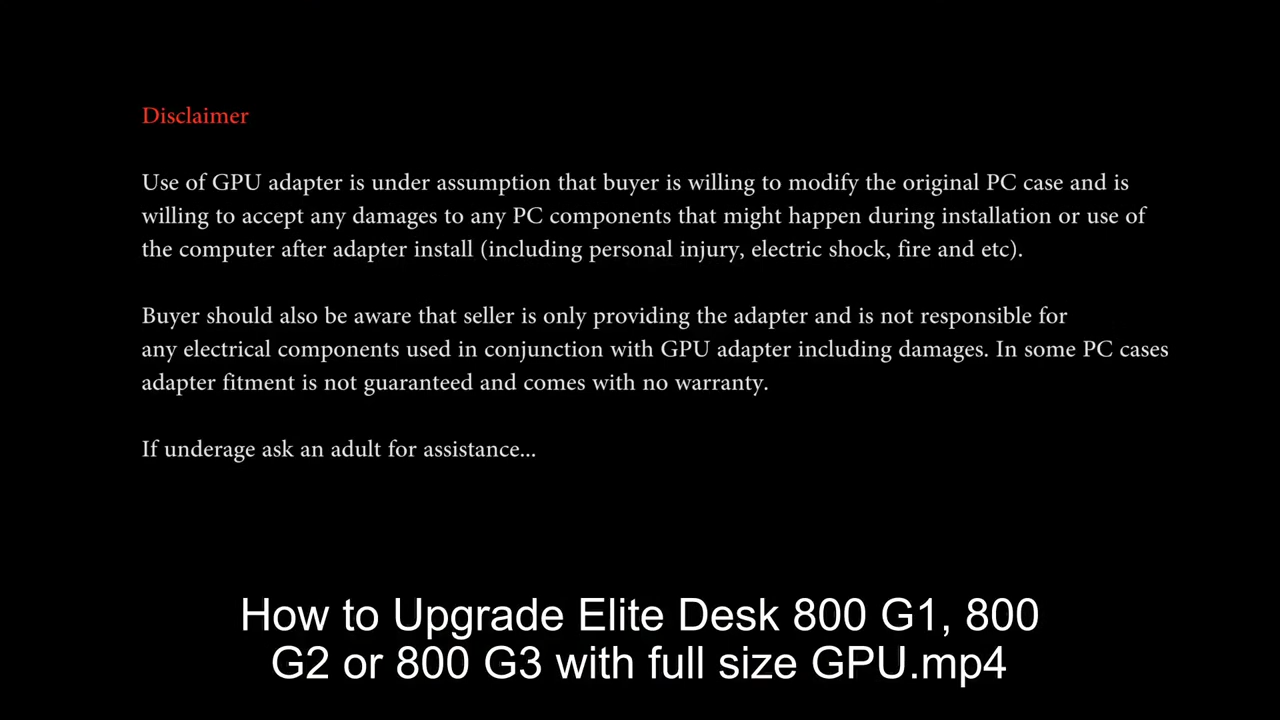 Disclaimer
Use of GPU adapter is under assumption that buyer is willing to modify the original PC case and is
willing to accept any damages to any PC components that might happen during installation or use of
the computer after adapter install (including personal injury, electric shock, fire and etc).
Buyer should also be aware that seller is only providing the adapter and is not responsible for
any electrical components used in conjunction with GPU adapter including damages. In some PC cases
adapter fitment is not guaranteed and comes with no warranty.
If underage ask an adult for assistance...
How to Upgrade Elite Desk 800 G1, 800
G2 or 800 G3 with full size GPU.mp4